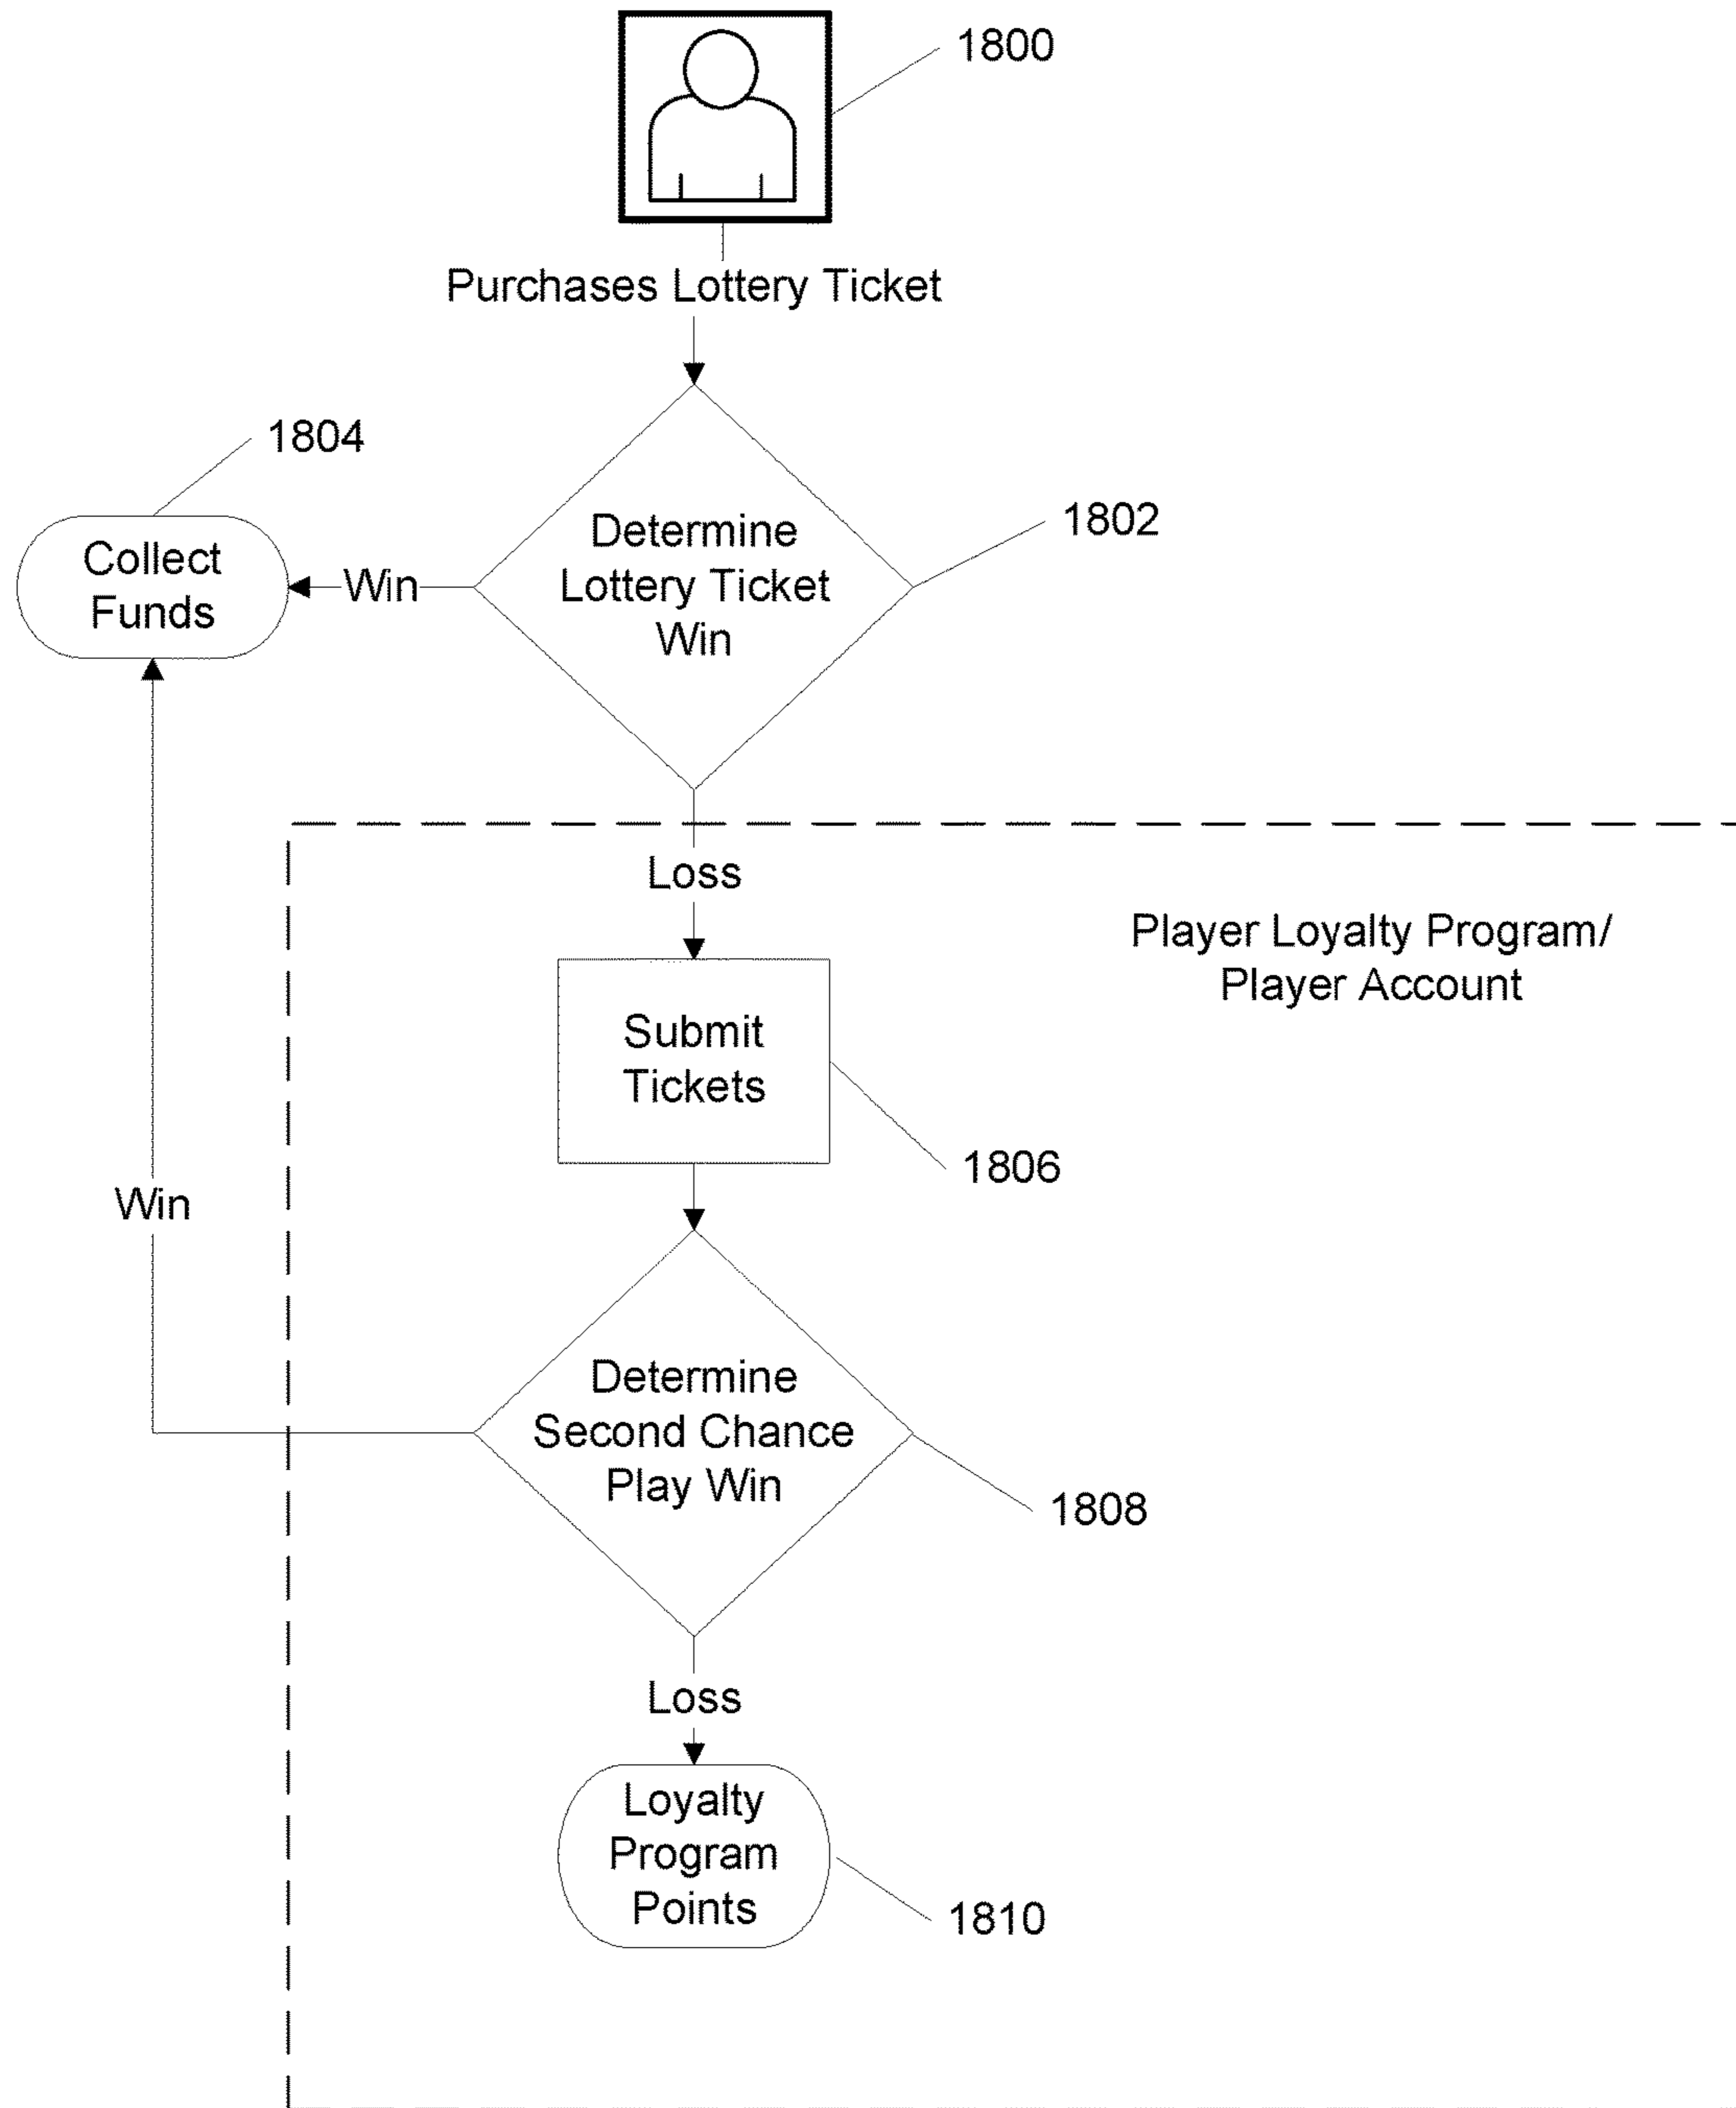 1800
Purchases Lottery Ticket
1804
1802
Determine
Lottery Ticket
Win
Collect
Funds
Win
Loss
Player Loyalty Program/
Player Account
Submit
Tickets
1806
Win
Determine
Second Chance
Play Win
1808
Loss
Loyalty
Program
Points
1810